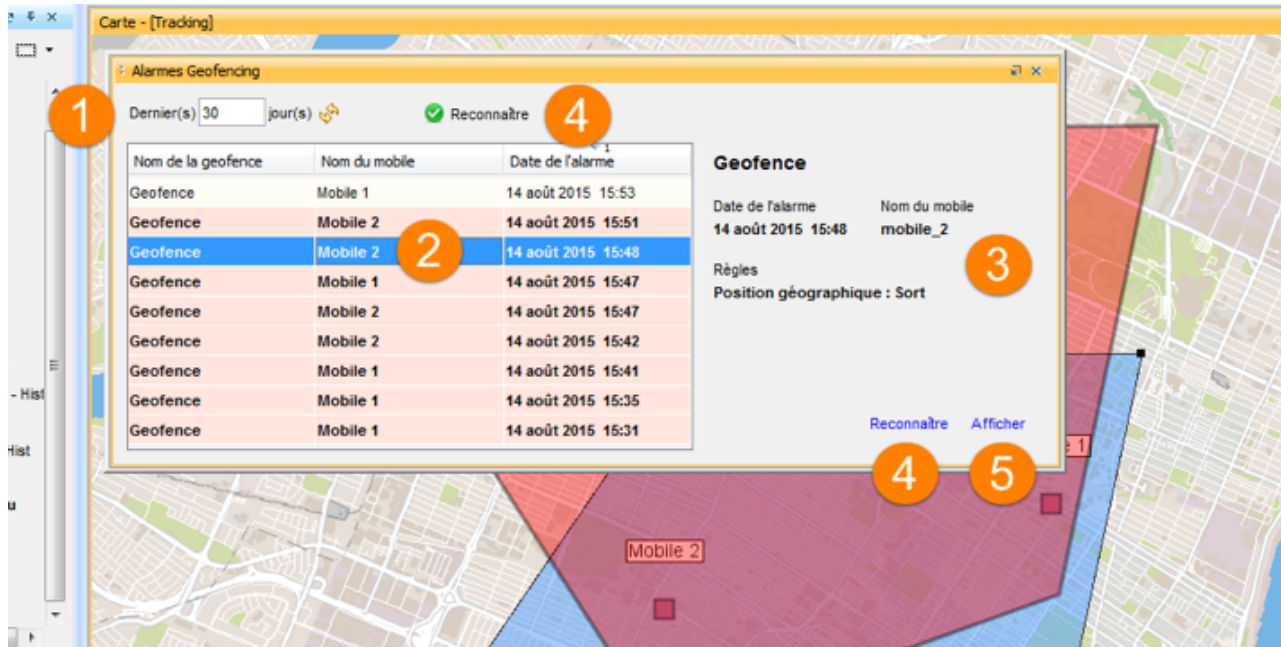 Carte - [Tracking]
Alarmes Geofencing
1
Dernier(s) 30 jour(s)
Reconnaître
4
Nom de la geofence Nom du mobile Date de l'alarme 1
Geofence Mobile 1 14 août 2015 15:53
Geofence Mobile 2 14 août 2015 15:51
Geofence Mobile 2 14 août 2015 15:48
2
Geofence Mobile 1 14 août 2015 15:47
Geofence Mobile 2 14 août 2015 15:47
Geofence Mobile 2 14 août 2015 15:42
Geofence Mobile 1 14 août 2015 15:41
Geofence Mobile 1 14 août 2015 15:35
Geofence Mobile 1 14 août 2015 15:31
Geofence
Date de l'alarme Nom du mobile
14 août 2015 15:48 mobile_2
3
Règles
Position géographique : Sort
Reconnaître Afficher
4 5
- Hist
Hist
u
1
Mobile 2